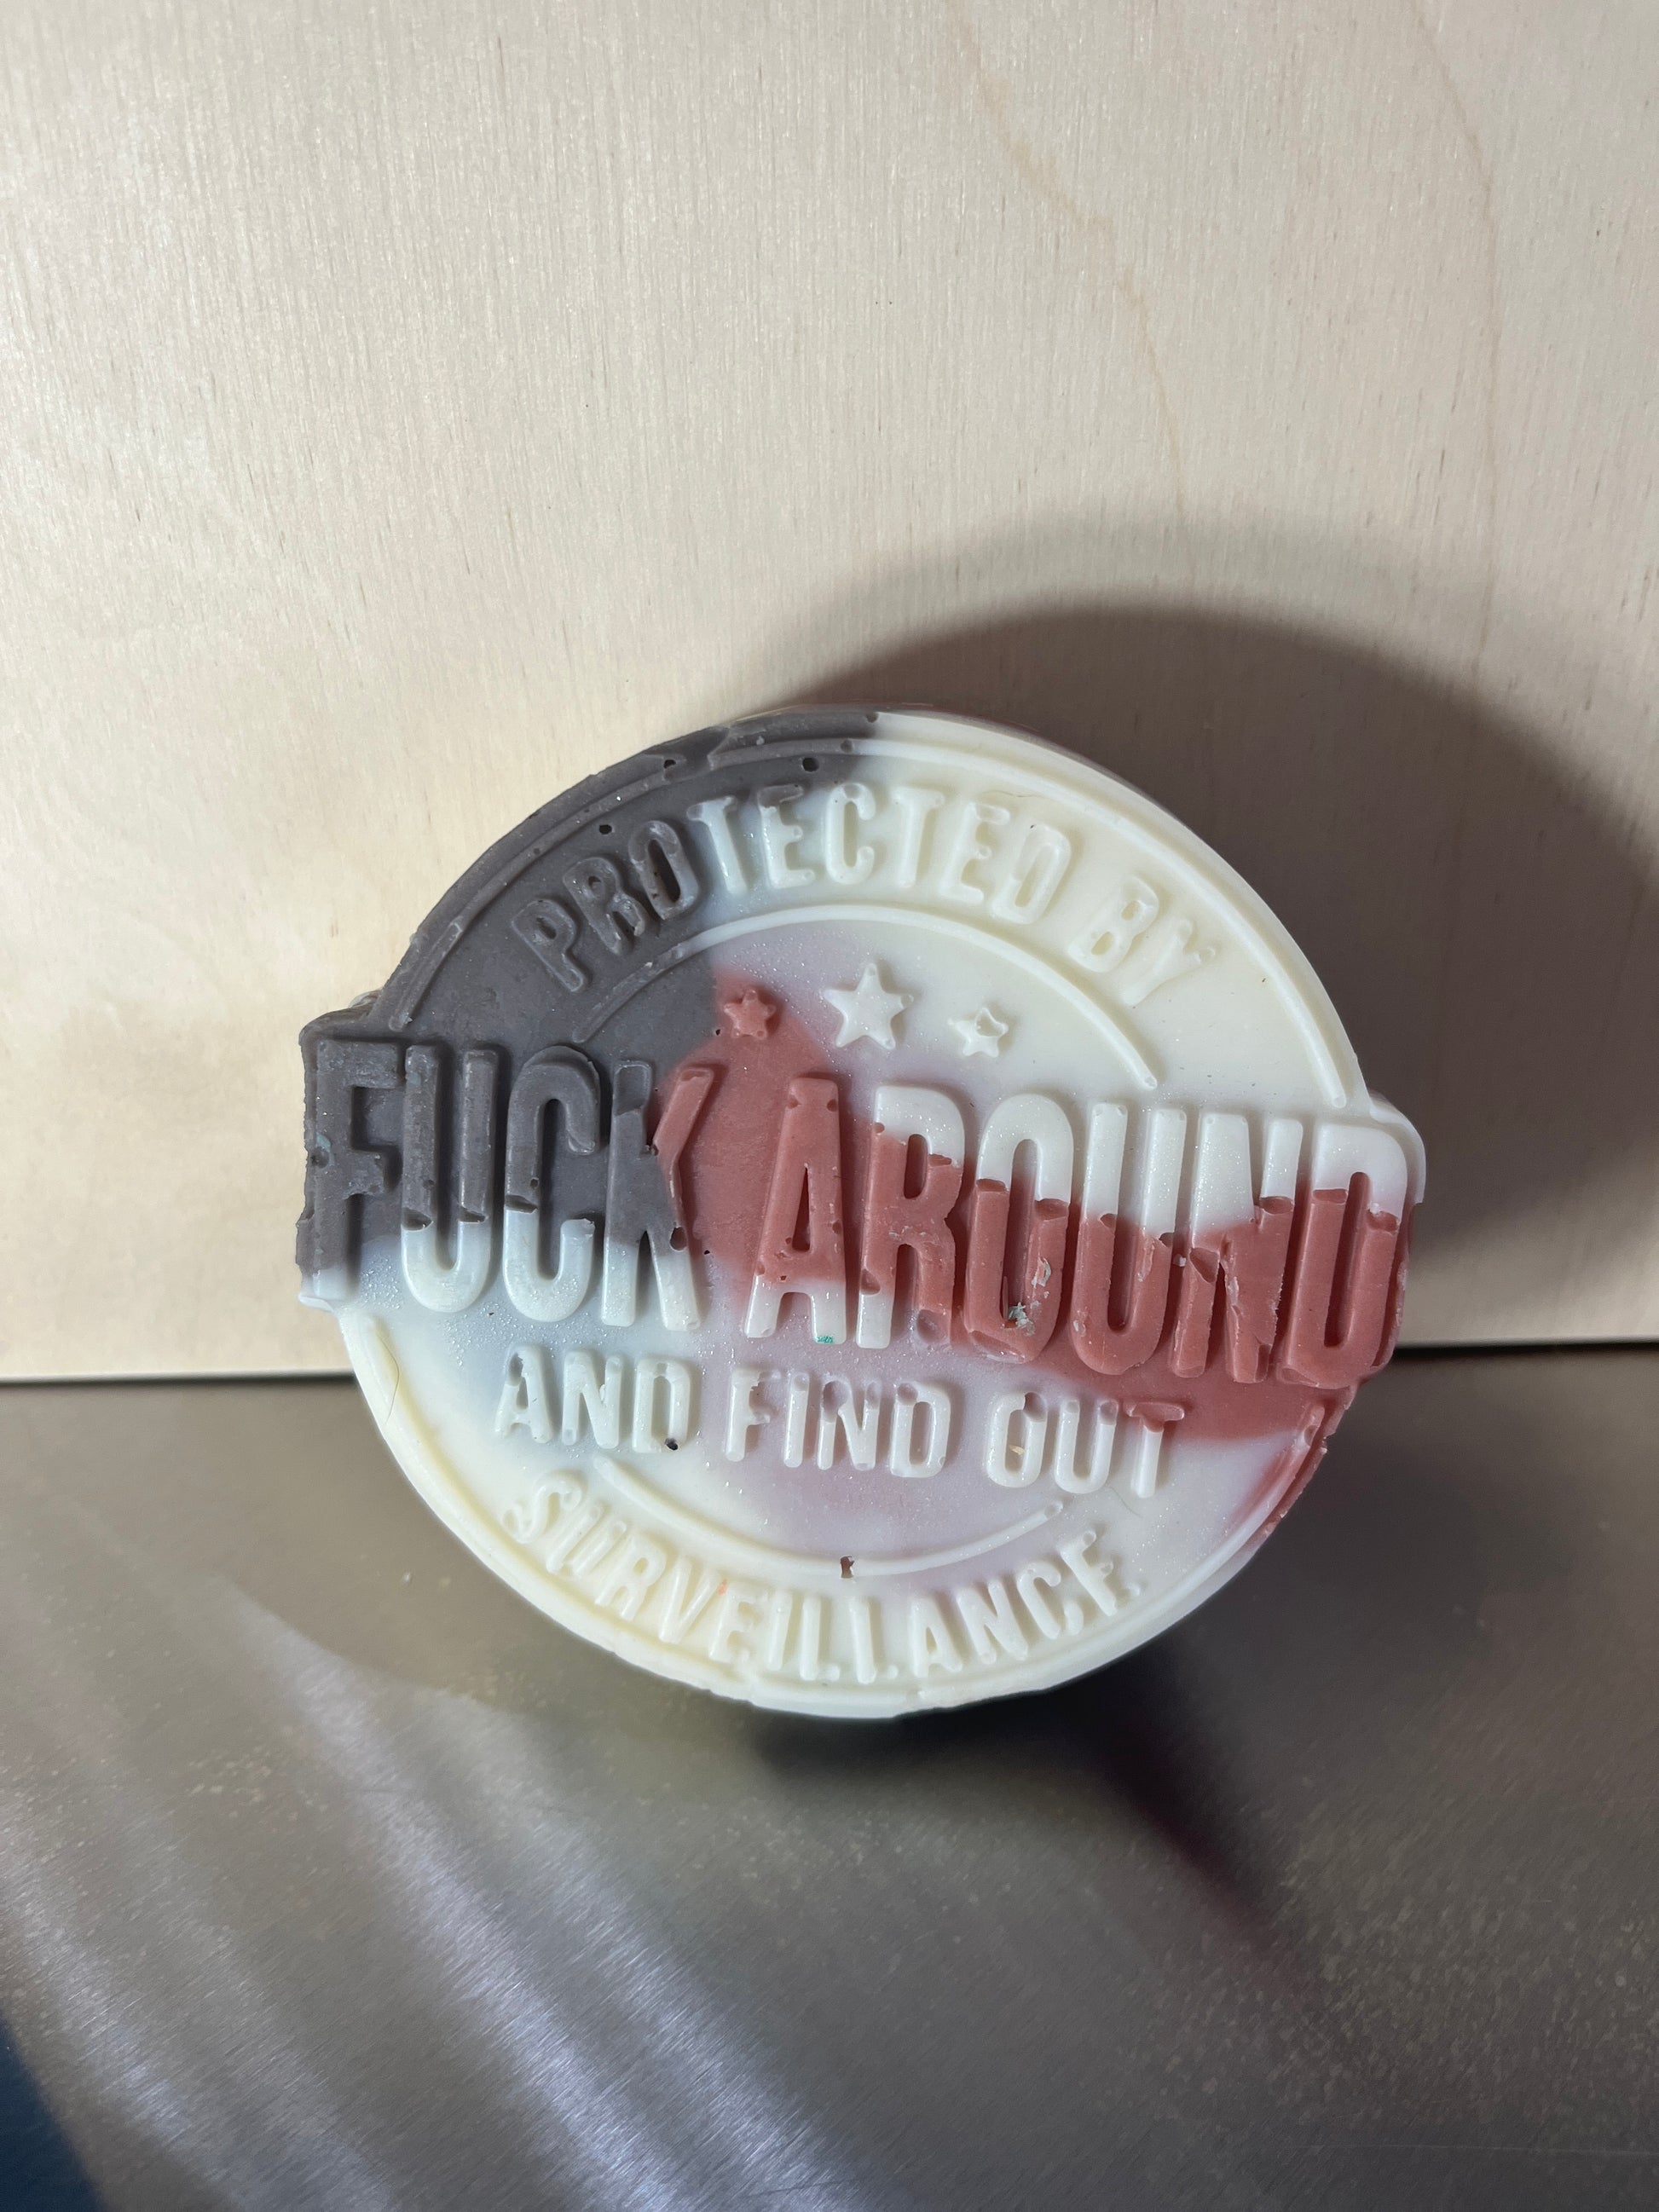 PROTECTED BY
FUCK AROUND
AND FIND OUT
SURVEILLANCE